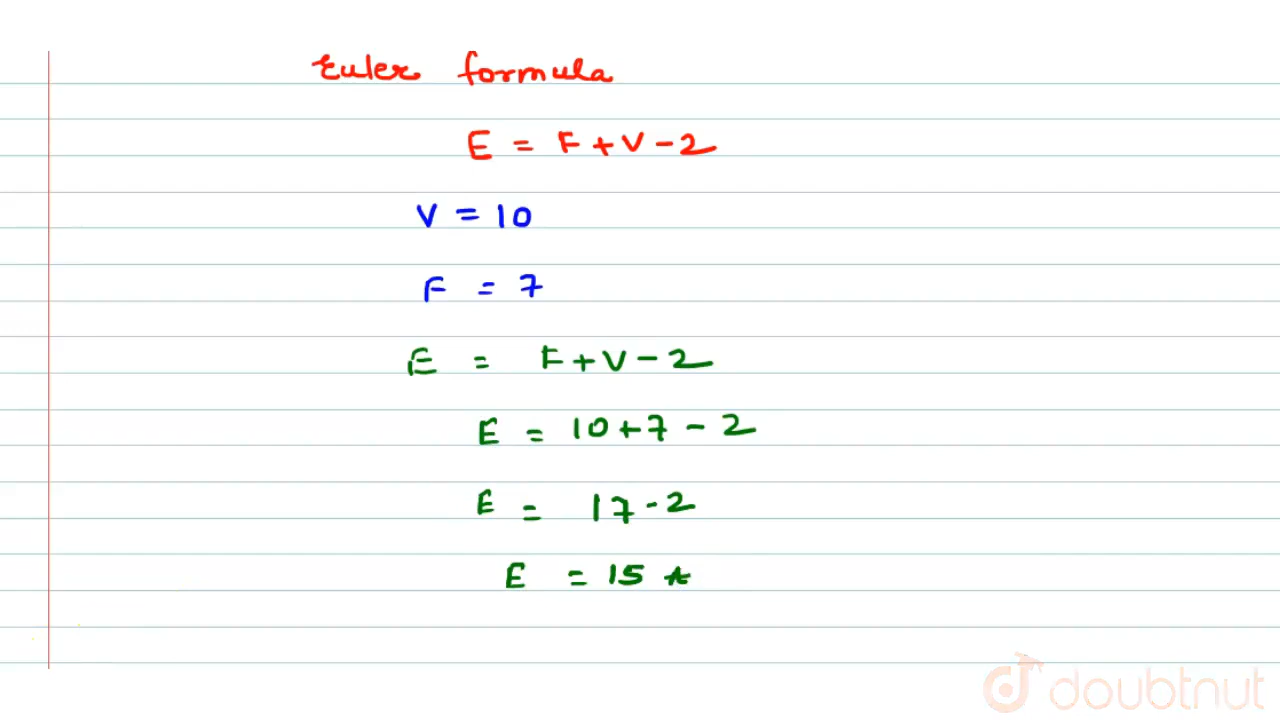 Euler formula
E = F + V - 2
V = 10
F = 7
E = F + V - 2
E = 10 + 7 - 2
E = 17 - 2
E = 15
doubtnut